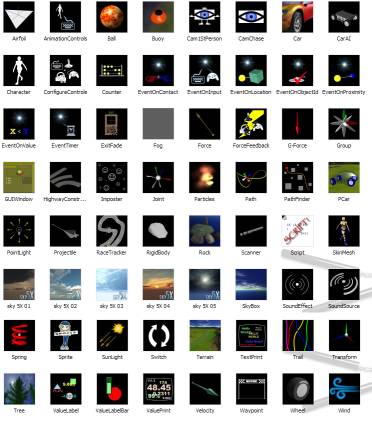 Airfoil AnimationControls Ball Buoy Cam1StPerson CamChase Car CarAI
Character ConfigureControls Counter EventOnContact EventOnInput EventOnLocation EventOnObjectId EventOnProximity
X < Y
EventOnValue EventTimer ExitFade Fog Force ForceFeedback G-Force Group
GUIWindow HighwayConstr... Imposter Joint Particles Path PathFinder PCar
SCRIPT
PointLight Projectile RaceTracker RigidBody Rock Scanner Script SkinMesh
sky 5X 01 sky 5X 02 sky 5X 03 sky 5X 04 sky 5X 05 SkyBox SoundEffect SoundSource
Spring Sprite SunLight Switch Terrain TextPrint Trail Transform
48.45
Tree ValueLabel ValueLabelBar ValuePrint Velocity Waypoint Wheel Wind